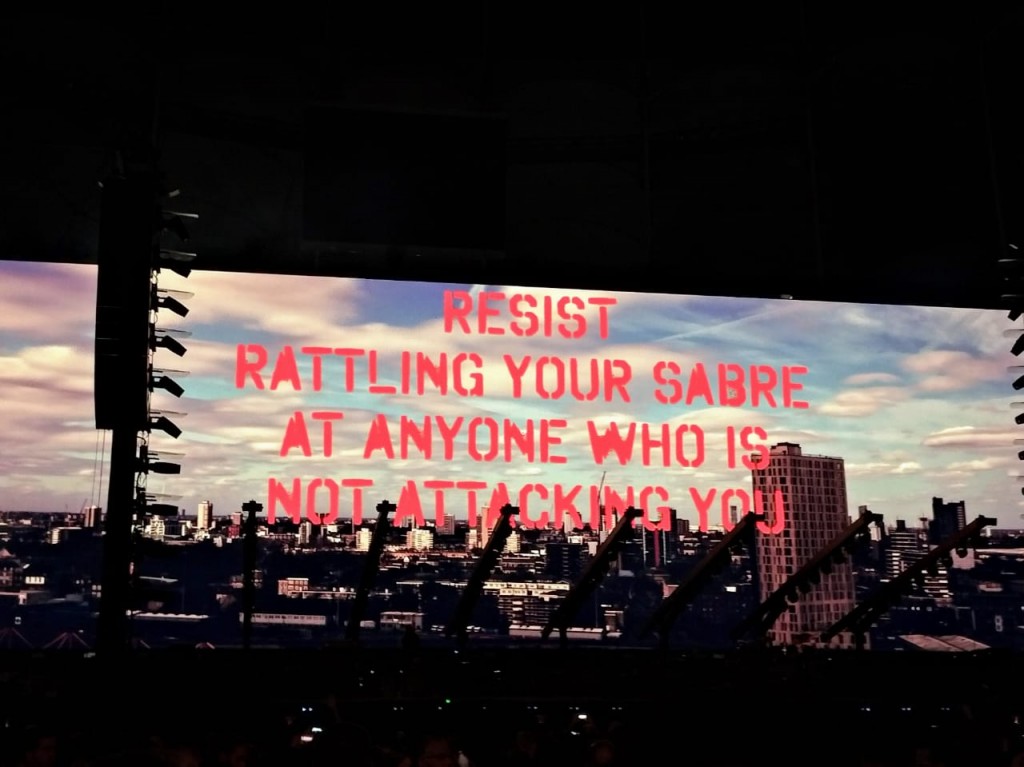 RESIST
RATTLING YOUR SABRE
AT ANYONE WHO IS
NOT ATTACKING YOU